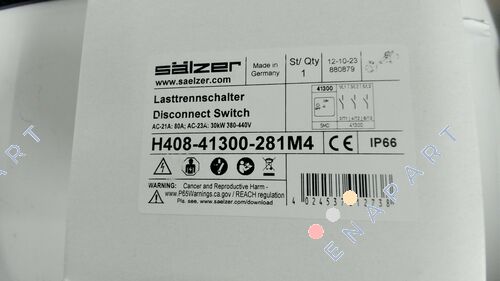 sälzer
www.saelzer.com
Made in
Germany
St/ Qty
1
12-10-23
880879
Lasttrennschalter
Disconnect Switch
AC-21A: 80A; AC-23A: 30kW 380-440V
41300
41300
H408-41300-281M4
CE
IP66
WARNING: Cancer and Reproductive Harm -
www.P65Warnings.ca.gov / REACH regulation
Pls. see, www.saelzer.com/download
ENAPART